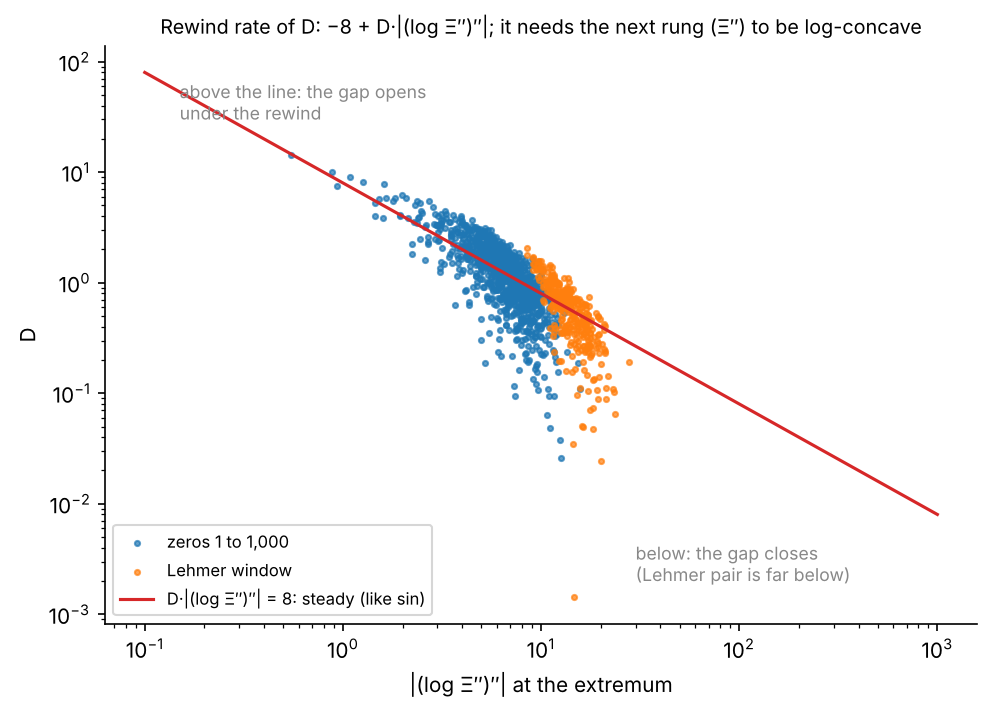 Rewind rate of D: −8 + D·|(log Ξ″)″|; it needs the next rung (Ξ″) to be log-concave
above the line: the gap opens
under the rewind
10²
10¹
10⁰
10⁻¹
10⁻²
10⁻³
D
below: the gap closes
(Lehmer pair is far below)
zeros 1 to 1,000
Lehmer window
D·|(log Ξ″)″| = 8: steady (like sin)
10⁻¹ 10⁰ 10¹ 10² 10³
|(log Ξ″)″| at the extremum